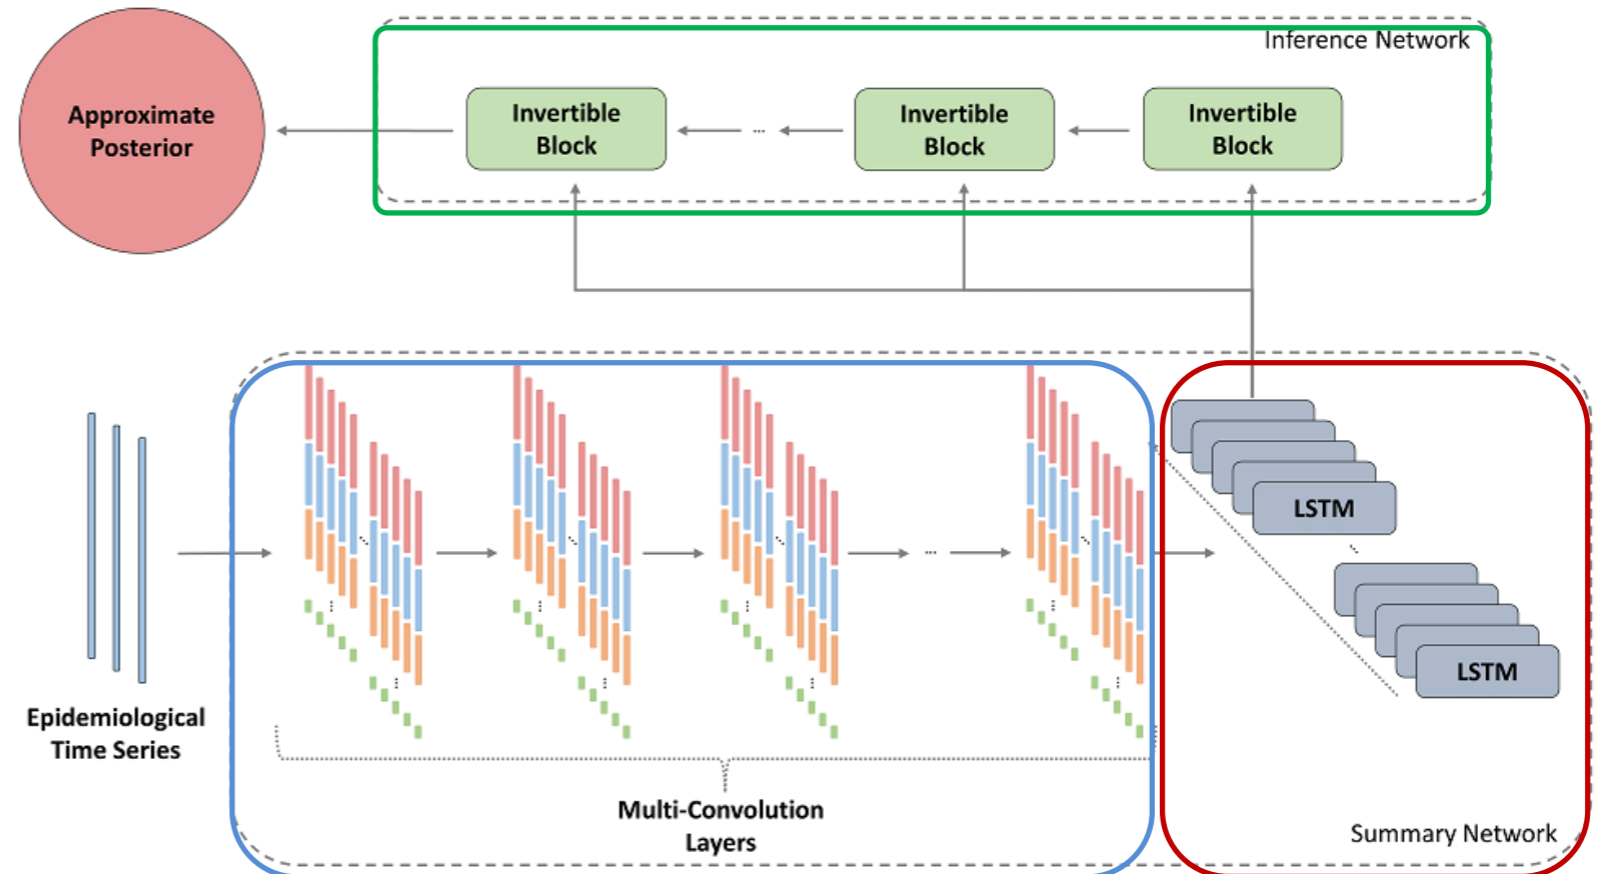 Inference Network
Approximate
Posterior
Invertible
Block
...
Invertible
Block
Invertible
Block
LSTM
...
LSTM
Epidemiological
Time Series
Multi-Convolution
Layers
Summary Network